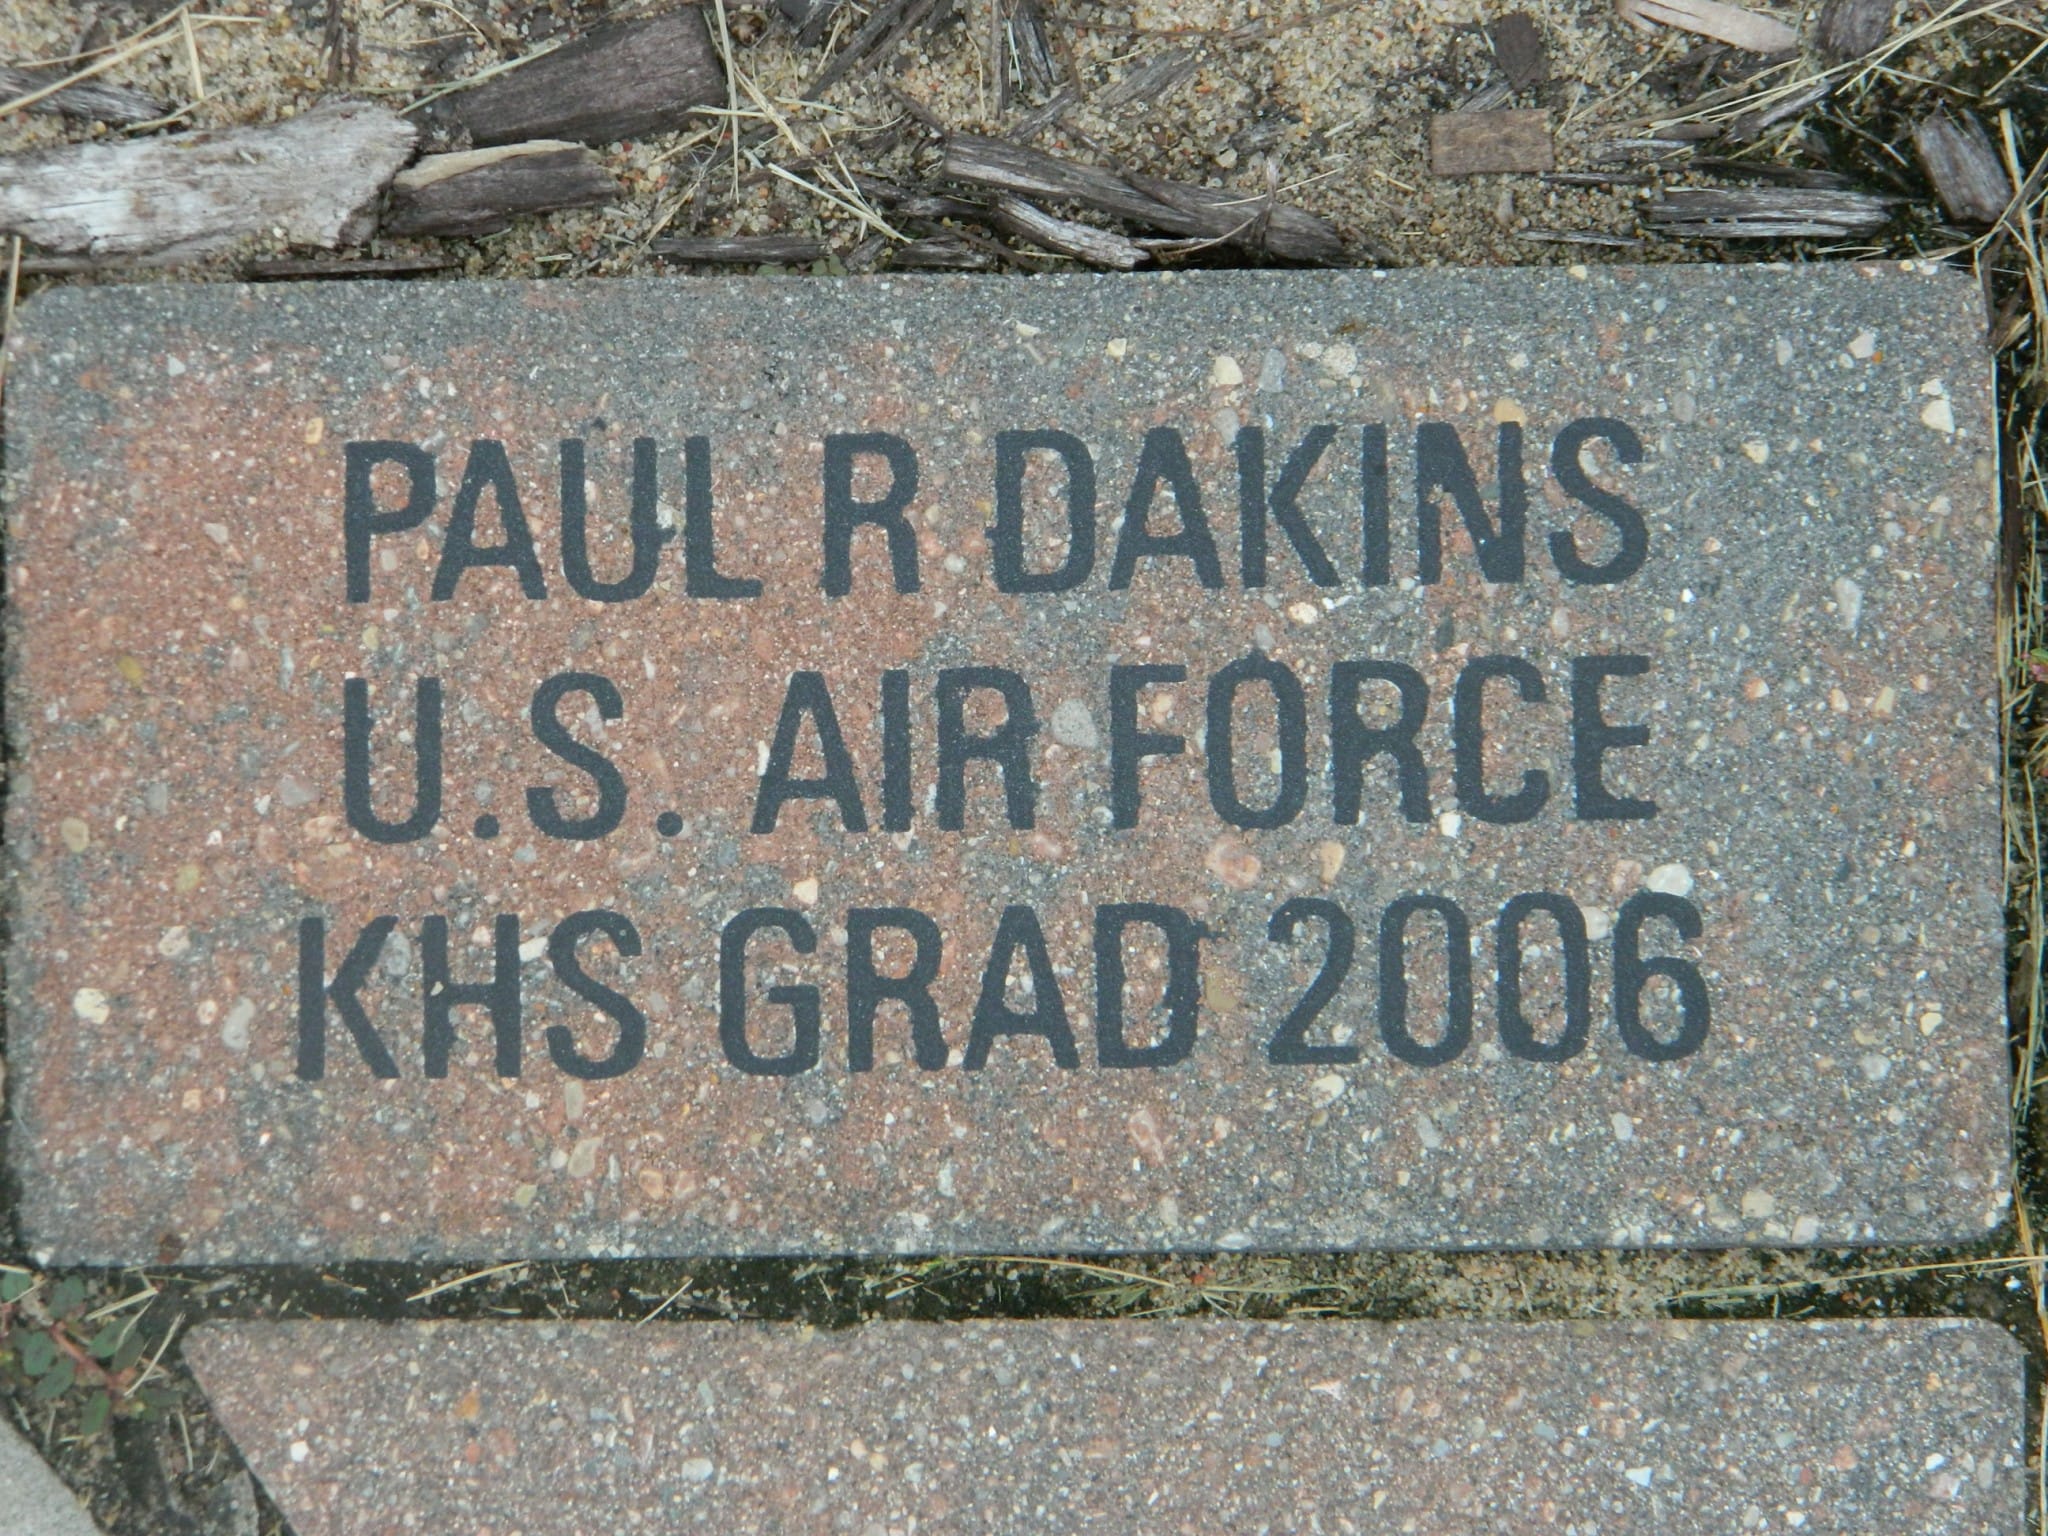 PAUL R DAKINS
U.S. AIR FORCE
KHS GRAD 2006